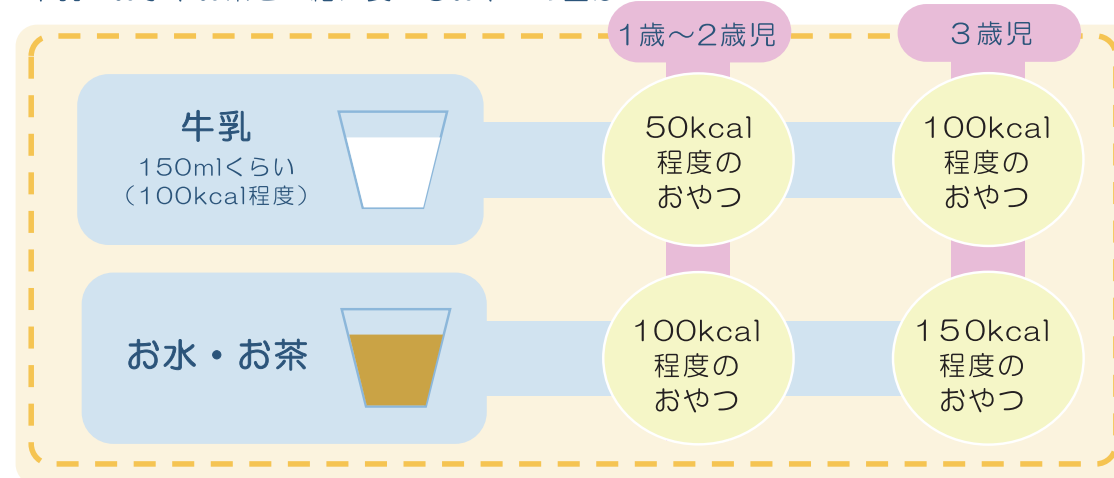 1歳～2歳児
3歳児
牛乳
150mlくらい
（100kcal程度）
50kcal
程度の
おやつ
100kcal
程度の
おやつ
お水・お茶
100kcal
程度の
おやつ
150kcal
程度の
おやつ